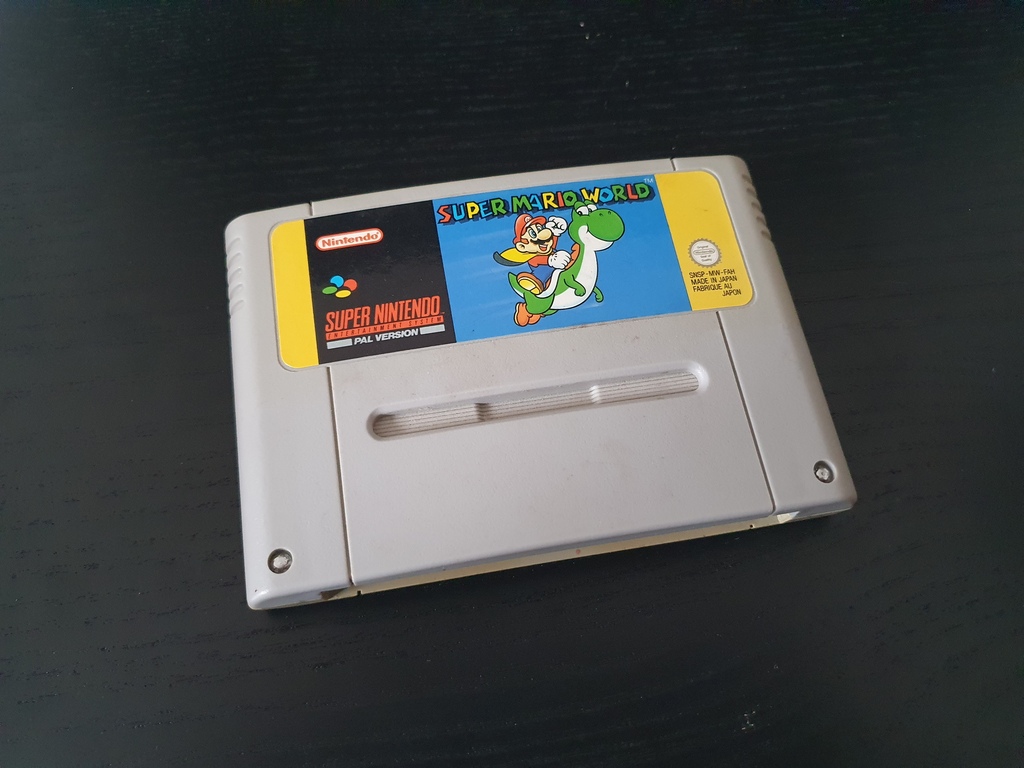 Nintendo
SUPER NINTENDO
ENTERTAINMENT SYSTEM
PAL VERSION
SUPER MARIO WORLD
TM
SNSP-MW-FAH
MADE IN JAPAN
FABRIQUE AU
JAPON